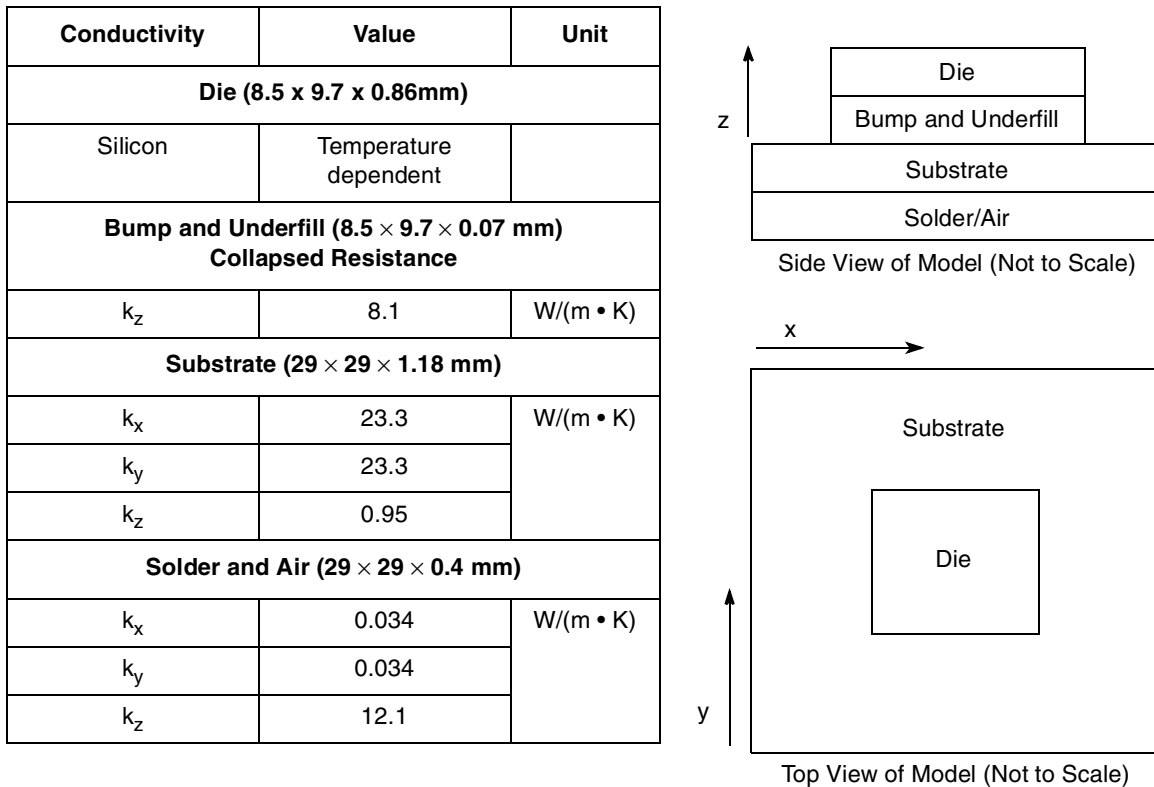 Conductivity Value Unit
Die (8.5 x 9.7 x 0.86mm)
Silicon Temperature
dependent
Bump and Underfill (8.5 × 9.7 × 0.07 mm)
Collapsed Resistance
kz 8.1 W/(m • K)
Substrate (29 × 29 × 1.18 mm)
kx 23.3 W/(m • K)
ky 23.3
kz 0.95
Solder and Air (29 × 29 × 0.4 mm)
kx 0.034 W/(m • K)
ky 0.034
kz 12.1
z
Die
Bump and Underfill
Substrate
Solder/Air
Side View of Model (Not to Scale)
x
Substrate
Die
y
Top View of Model (Not to Scale)